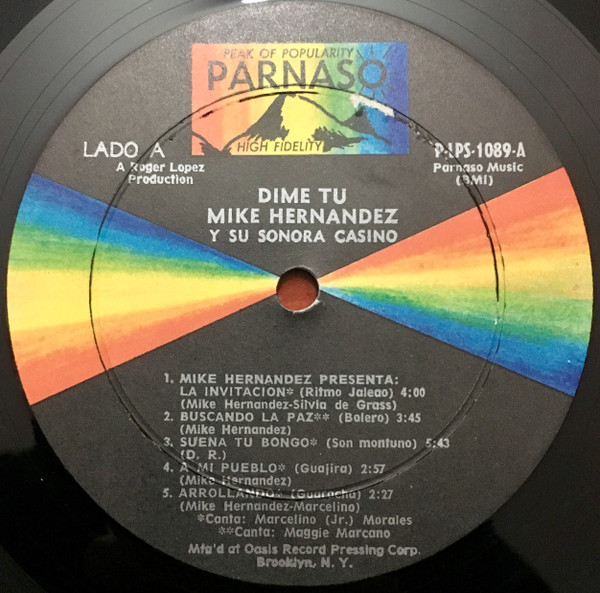 PEAK OF POPULARITY
PARNASO
HIGH FIDELITY
LADO A
A Roger Lopez
Production
P-LPS-1089-A
Parnaso Music
(BMI)
DIME TU
MIKE HERNANDEZ
Y SU SONORA CASINO
1. MIKE HERNANDEZ PRESENTA:
LA INVITACION* (Ritmo Jaleao) 4:00
(Mike Hernandez-Silvia de Grass)
2. BUSCANDO LA PAZ** (Bolero) 3:45
(Mike Hernandez)
3. SUENA TU BONGO* (Son montuno) 5:43
(D. R.)
4. A MI PUEBLO* (Guajira) 2:57
(Mike Hernandez)
5. ARROLLANDO* (Guaracha) 2:27
(Mike Hernandez-Marcelino)
*Canta: Marcelino (Jr.) Morales
**Canta: Maggie Marcano
Mfg'd at Oasis Record Pressing Corp.
Brooklyn, N. Y.